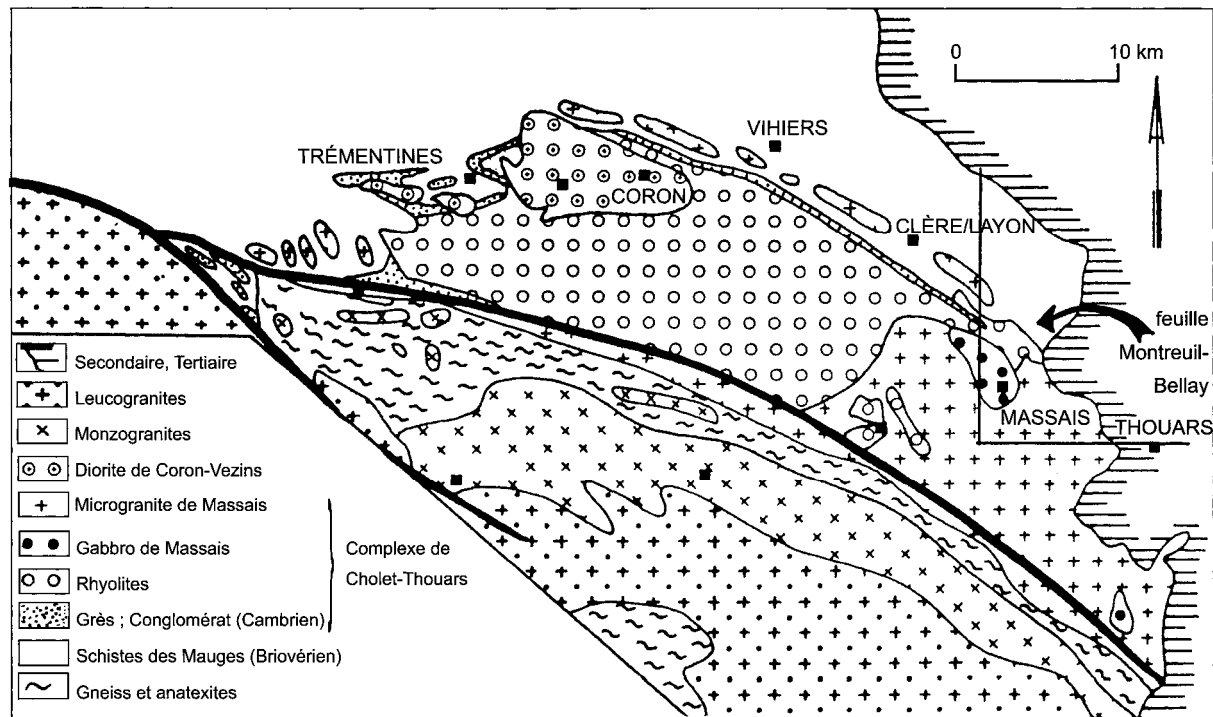 0 10 km
VIHIERS
TRÉMENTINES
CORON
CLÈRE/LAYON
feuille
Montreuil-
Bellay
MASSAIS
THOUARS
Secondaire, Tertiaire
Leucogranites
Monzogranites
Diorite de Coron-Vezins
Microgranite de Massais
Gabbro de Massais
Rhyolites
Grès ; Conglomérat (Cambrien)
Complexe de
Cholet-Thouars
Schistes des Mauges (Briovérien)
Gneiss et anatexites